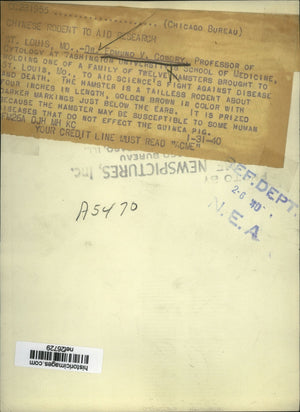 (CHICAGO BUREAU)
CHINESE RODENT TO AID RESEARCH
ST. LOUIS, MO.--DR. EDMUND V. COWDRY, PROFESSOR OF
CYTOLOGY AT WASHINGTON UNIVERSITY SCHOOL OF MEDICINE,
HOLDING ONE OF A FAMILY OF TWELVE HAMSTERS BROUGHT TO
ST. LOUIS, MO. TO AID SCIENCE'S FIGHT AGAINST DISEASE
AND DEATH. THE HAMSTER IS A TAILLESS RODENT ABOUT
FOUR INCHES IN LENGTH, GOLDEN BROWN IN COLOR WITH
DARKER MARKINGS JUST BELOW THE EARS. IT IS PRIZED
BECAUSE THE HAMSTER MAY BE SUSCEPTIBLE TO SOME HUMAN
DISEASES THAT DO NOT EFFECT THE GUINEA PIG.
1-31-40
YOUR CREDIT LINE MUST READ "ACME"
BUREAU
NEWSPICTURES, Inc.
REF. DEPT.
2-6 40
N.E.A.
A5470
historicimages.com
net26729